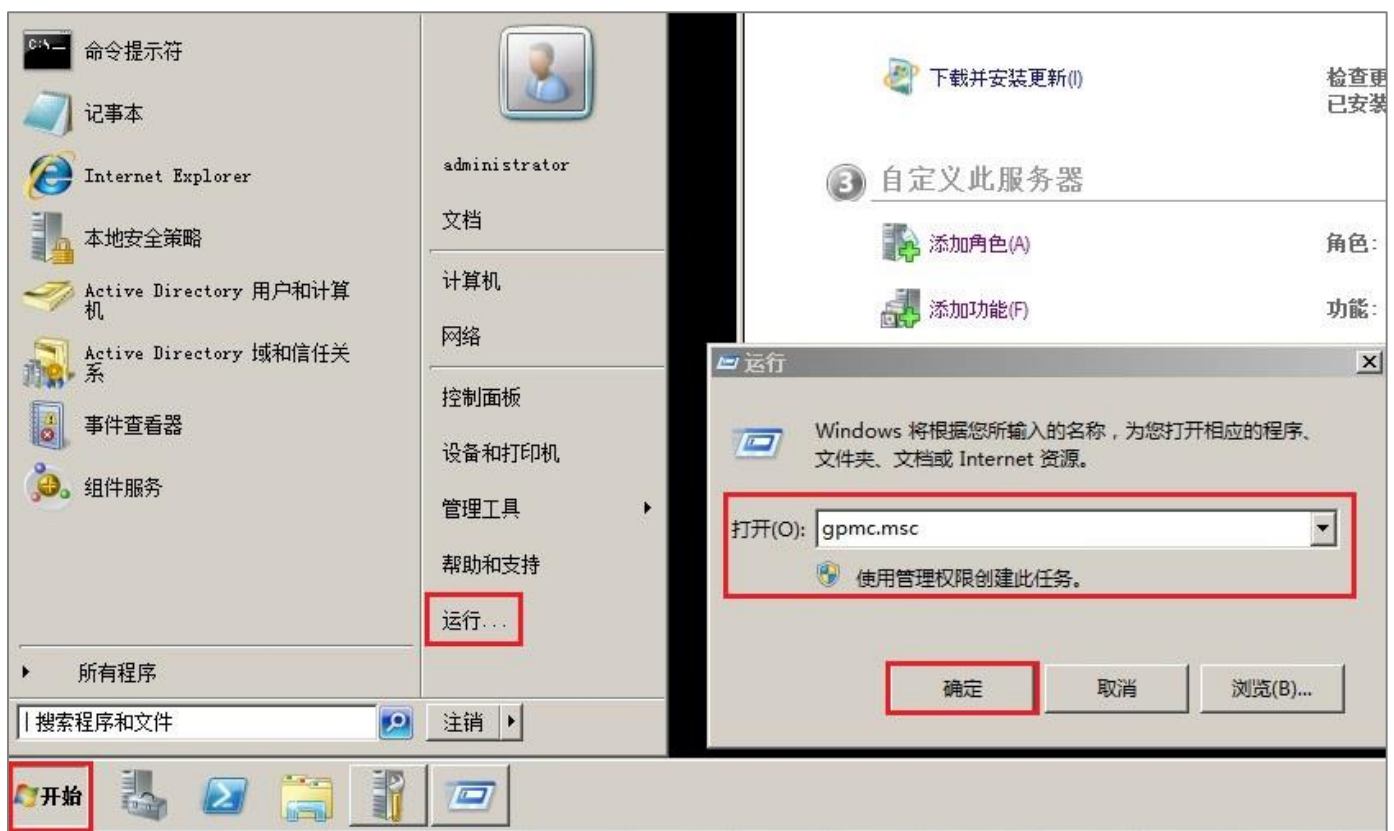 命令提示符
记事本
Internet Explorer
本地安全策略
Active Directory 用户和计算
机
Active Directory 域和信任关
系
事件查看器
组件服务
所有程序
搜索程序和文件
administrator
文档
计算机
网络
控制面板
设备和打印机
管理工具
帮助和支持
运行...
注销
开始
下载并安装更新(I)
检查更
已安装
3 自定义此服务器
添加角色(A)
角色:
添加功能(F)
功能:
运行
Windows 将根据您所输入的名称，为您打开相应的程序、
文件夹、文档或 Internet 资源。
打开(O): gpmc.msc
使用管理权限创建此任务。
确定
取消
浏览(B)...